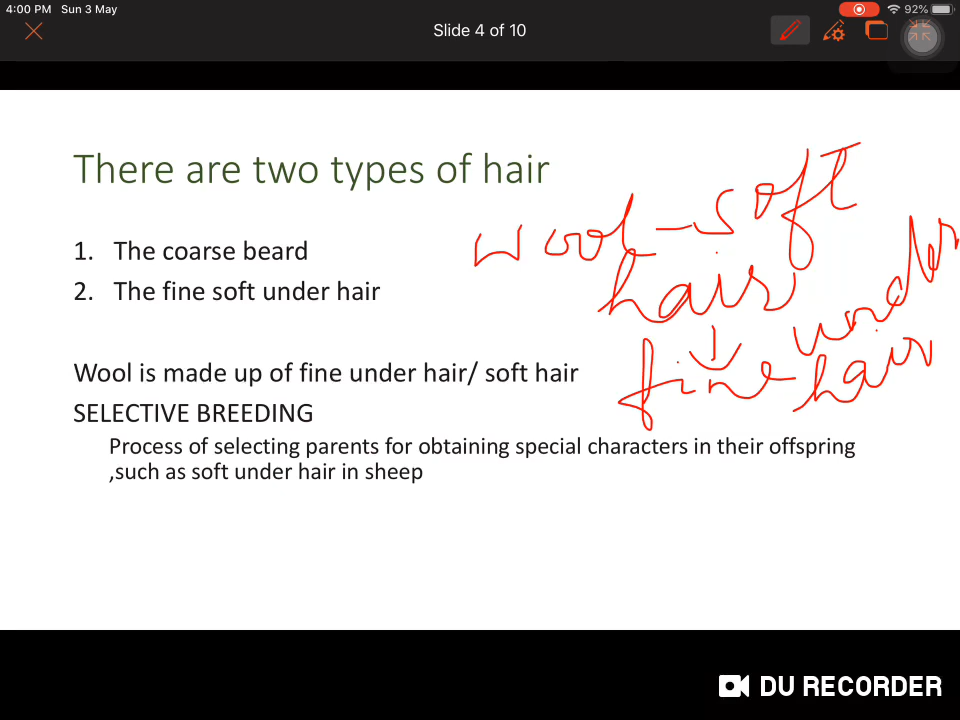 4:00 PM Sun 3 May
92%
Slide 4 of 10
There are two types of hair
1. The coarse beard
2. The fine soft under hair
Wool is made up of fine under hair/ soft hair
SELECTIVE BREEDING
Process of selecting parents for obtaining special characters in their offspring
,such as soft under hair in sheep
wool-soft
hair
under
fine hair
DU RECORDER